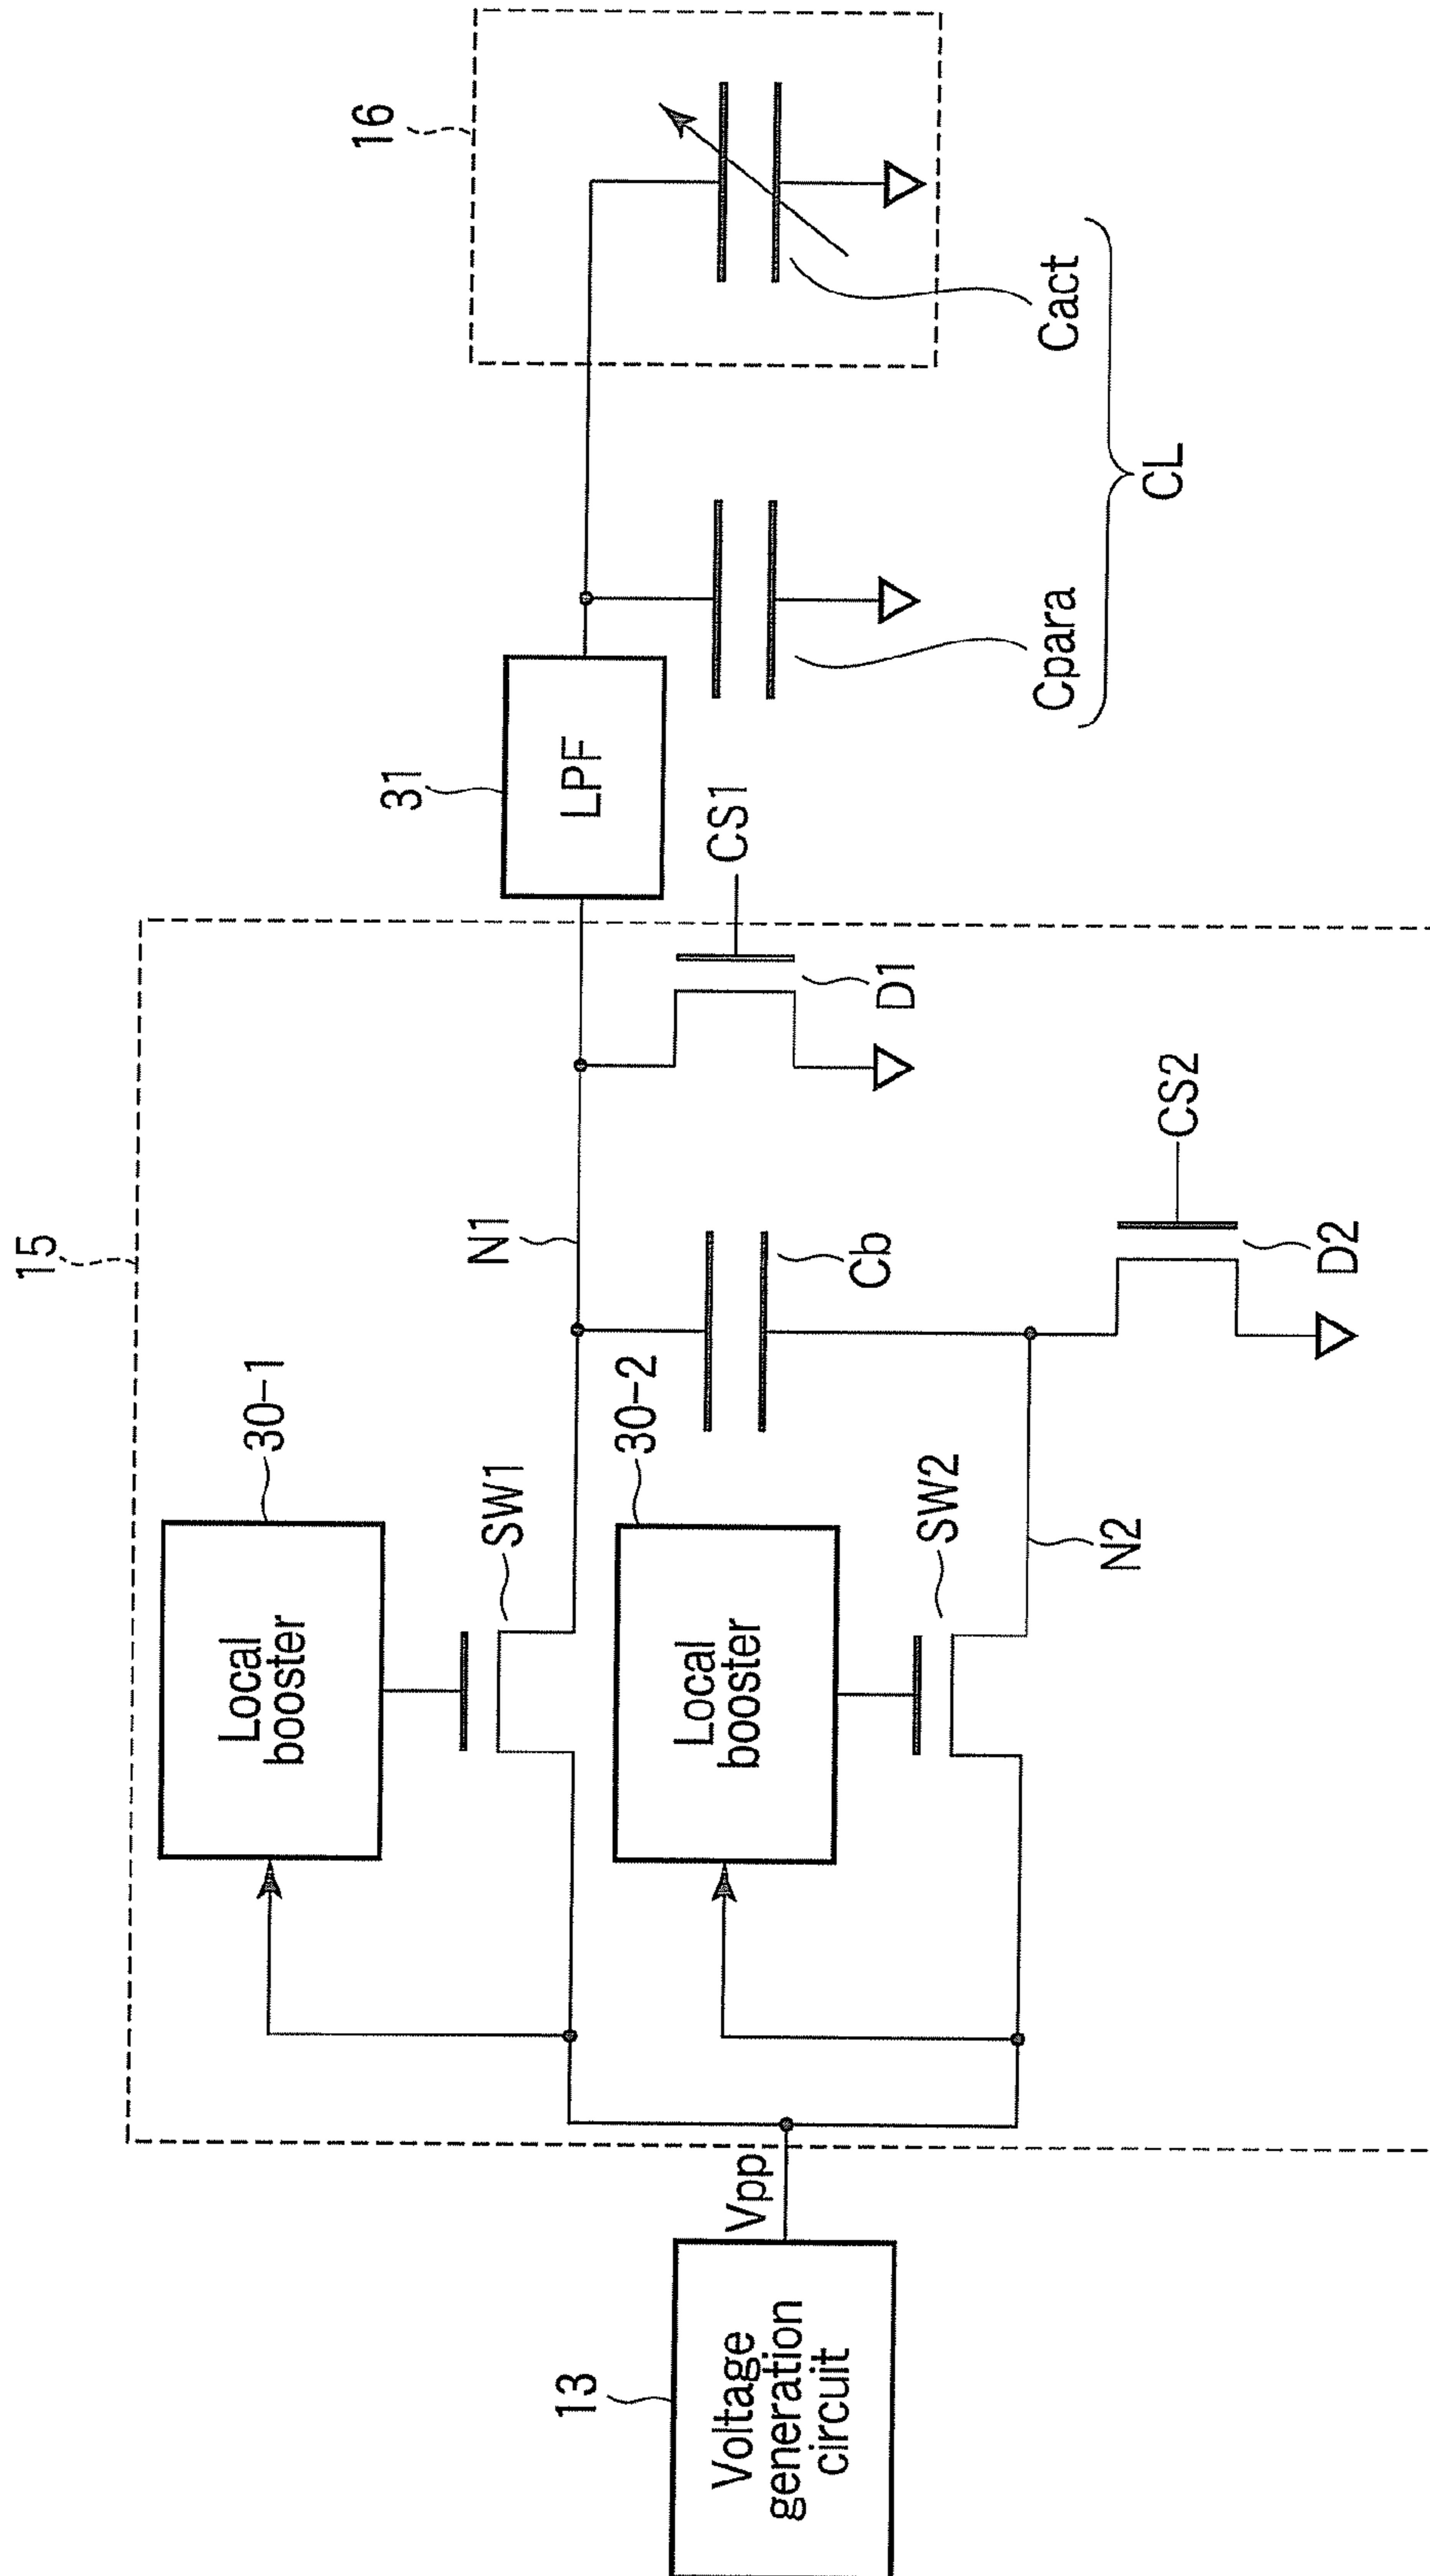 15
16
30-1
Local
booster
SW1
N1
31
LPF
CS1
D1
30-2
Local
booster
SW2
Cb
N2
CS2
D2
13
Voltage
generation
circuit
Vpp
Cpara
Cact
CL